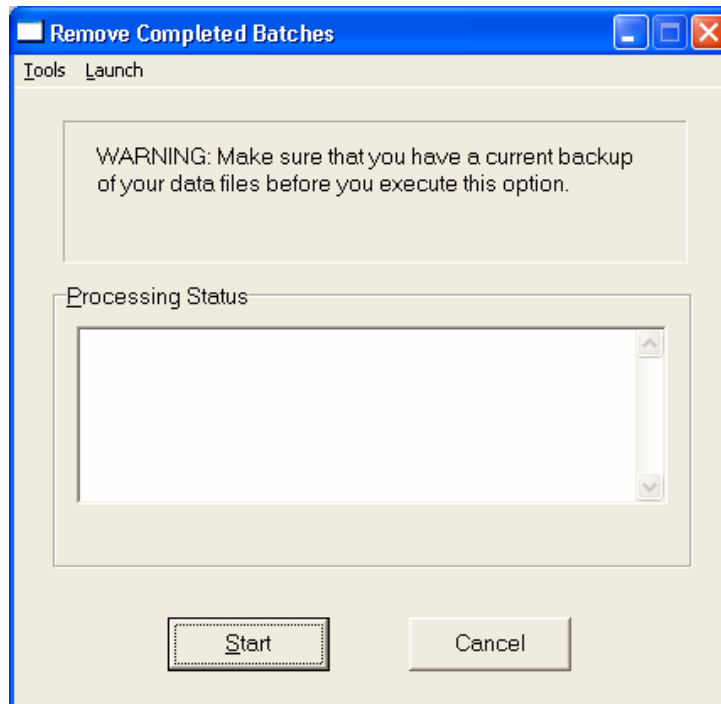 Remove Completed Batches
Tools Launch
WARNING: Make sure that you have a current backup
of your data files before you execute this option.
Processing Status
Start Cancel